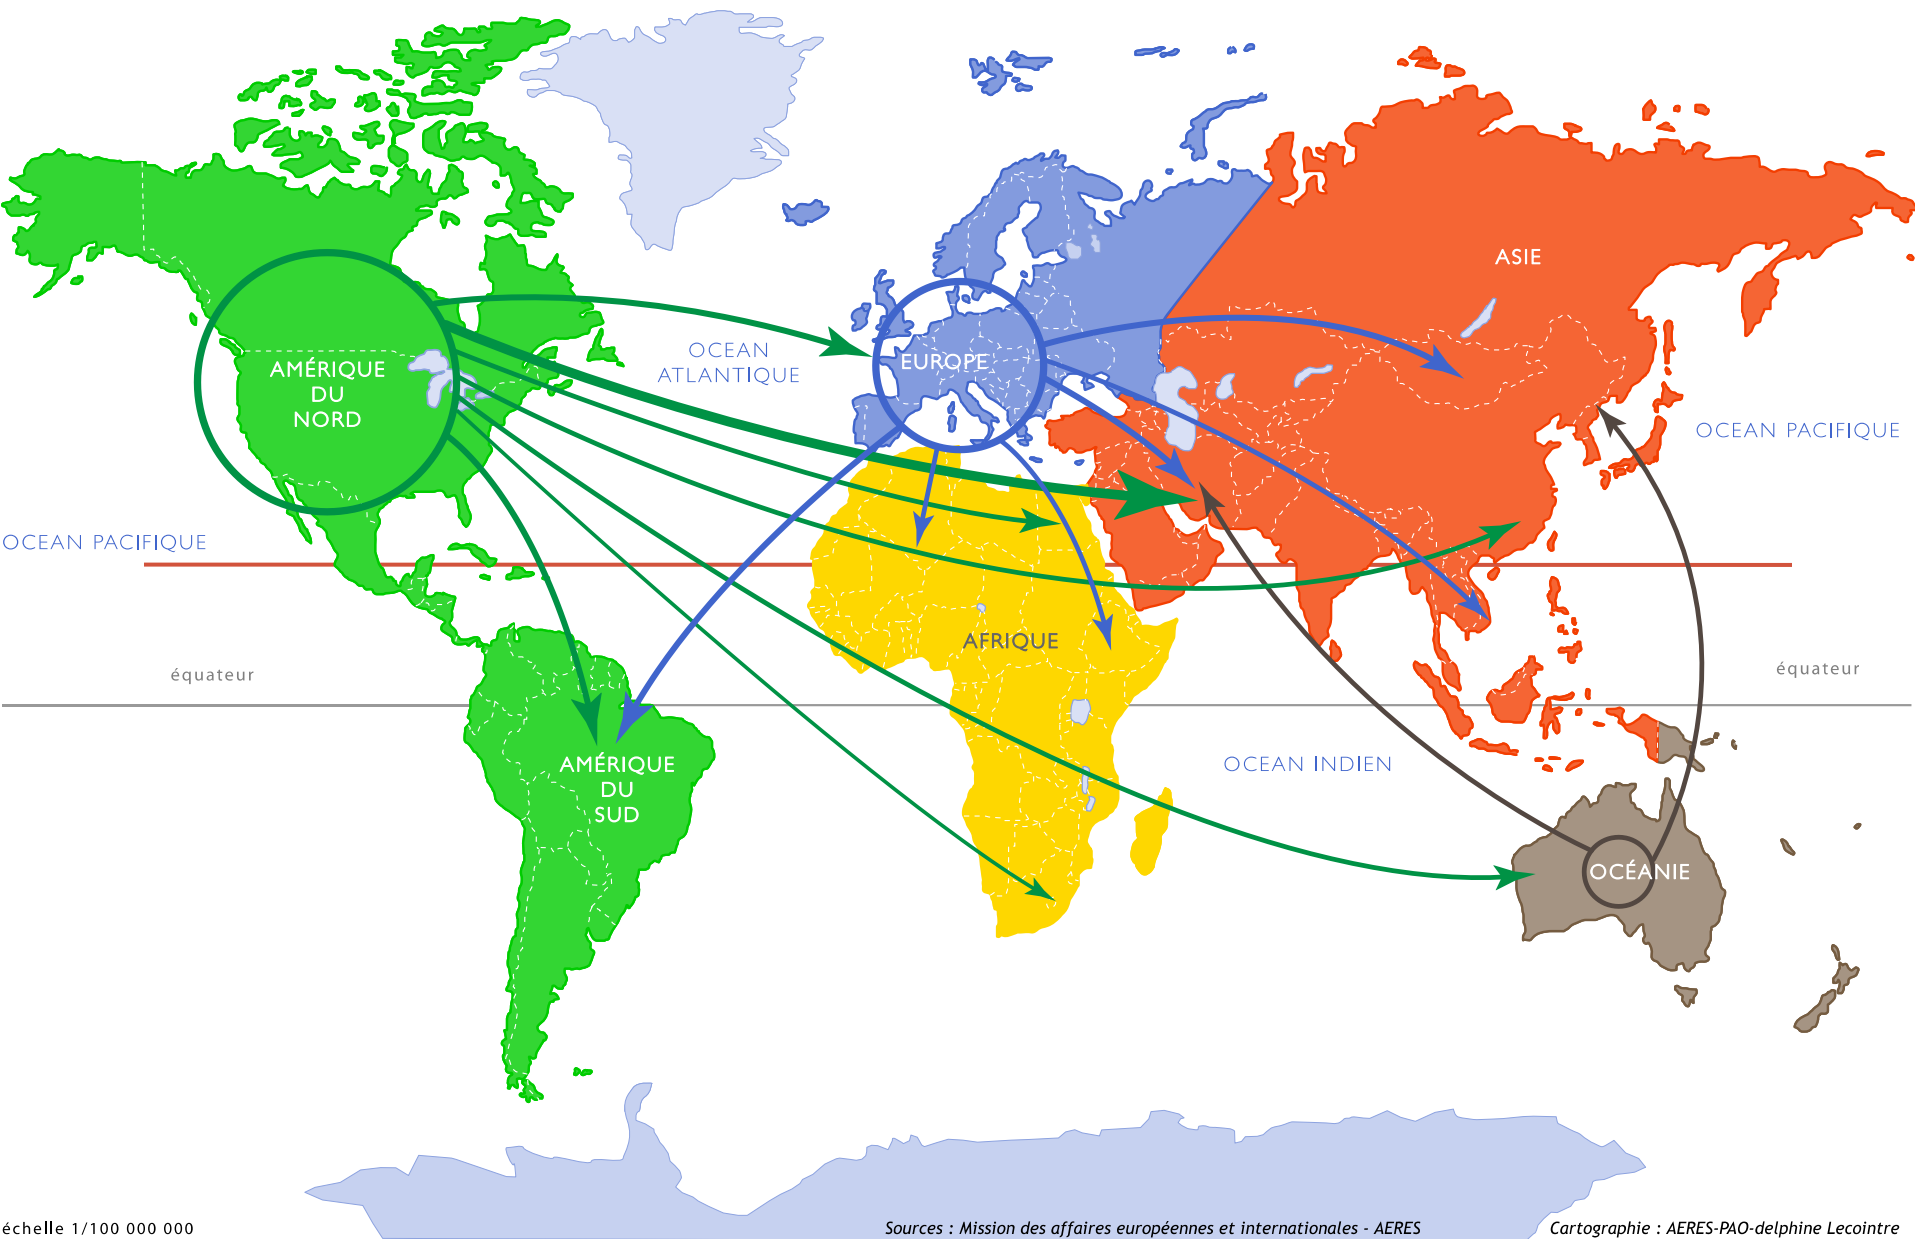 ASIE
OCEAN
ATLANTIQUE
EUROPE
AMÉRIQUE
DU
NORD
OCEAN PACIFIQUE
OCEAN PACIFIQUE
AFRIQUE
équateur
équateur
AMÉRIQUE
DU
SUD
OCEAN INDIEN
OCÉANIE
échelle 1/100 000 000
Sources : Mission des affaires européennes et internationales - AERES
Cartographie : AERES-PAO-delphine Lecointre